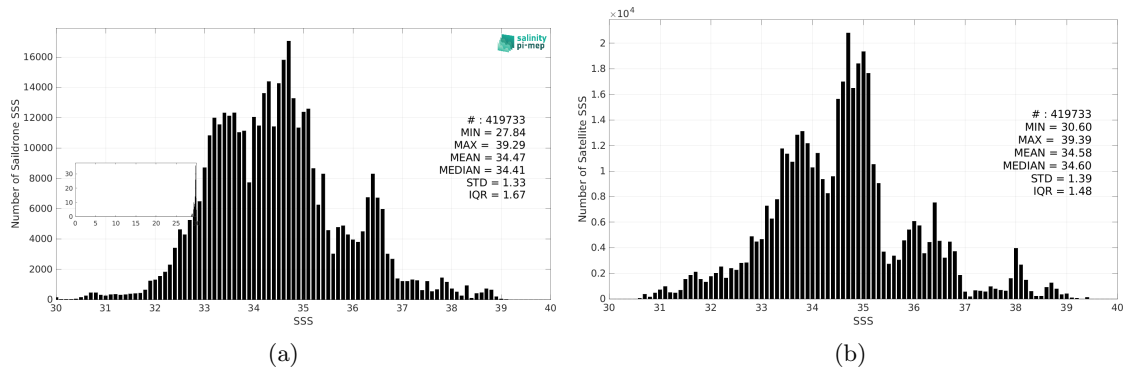 salinity
pi-mep
Number of Saildrone SSS
16000
14000
12000
10000
8000
6000
4000
2000
0
# : 419733
MIN = 27.84
MAX = 39.29
MEAN = 34.47
MEDIAN = 34.41
STD = 1.33
IQR = 1.67
30
20
10
0
0 5 10 15 20 25
30 31 32 33 34 35 36 37 38 39 40
SSS
(a)
×10⁴
Number of Satellite SSS
2
1.8
1.6
1.4
1.2
1
0.8
0.6
0.4
0.2
0
# : 419733
MIN = 30.60
MAX = 39.39
MEAN = 34.58
MEDIAN = 34.60
STD = 1.39
IQR = 1.48
30 31 32 33 34 35 36 37 38 39 40
SSS
(b)